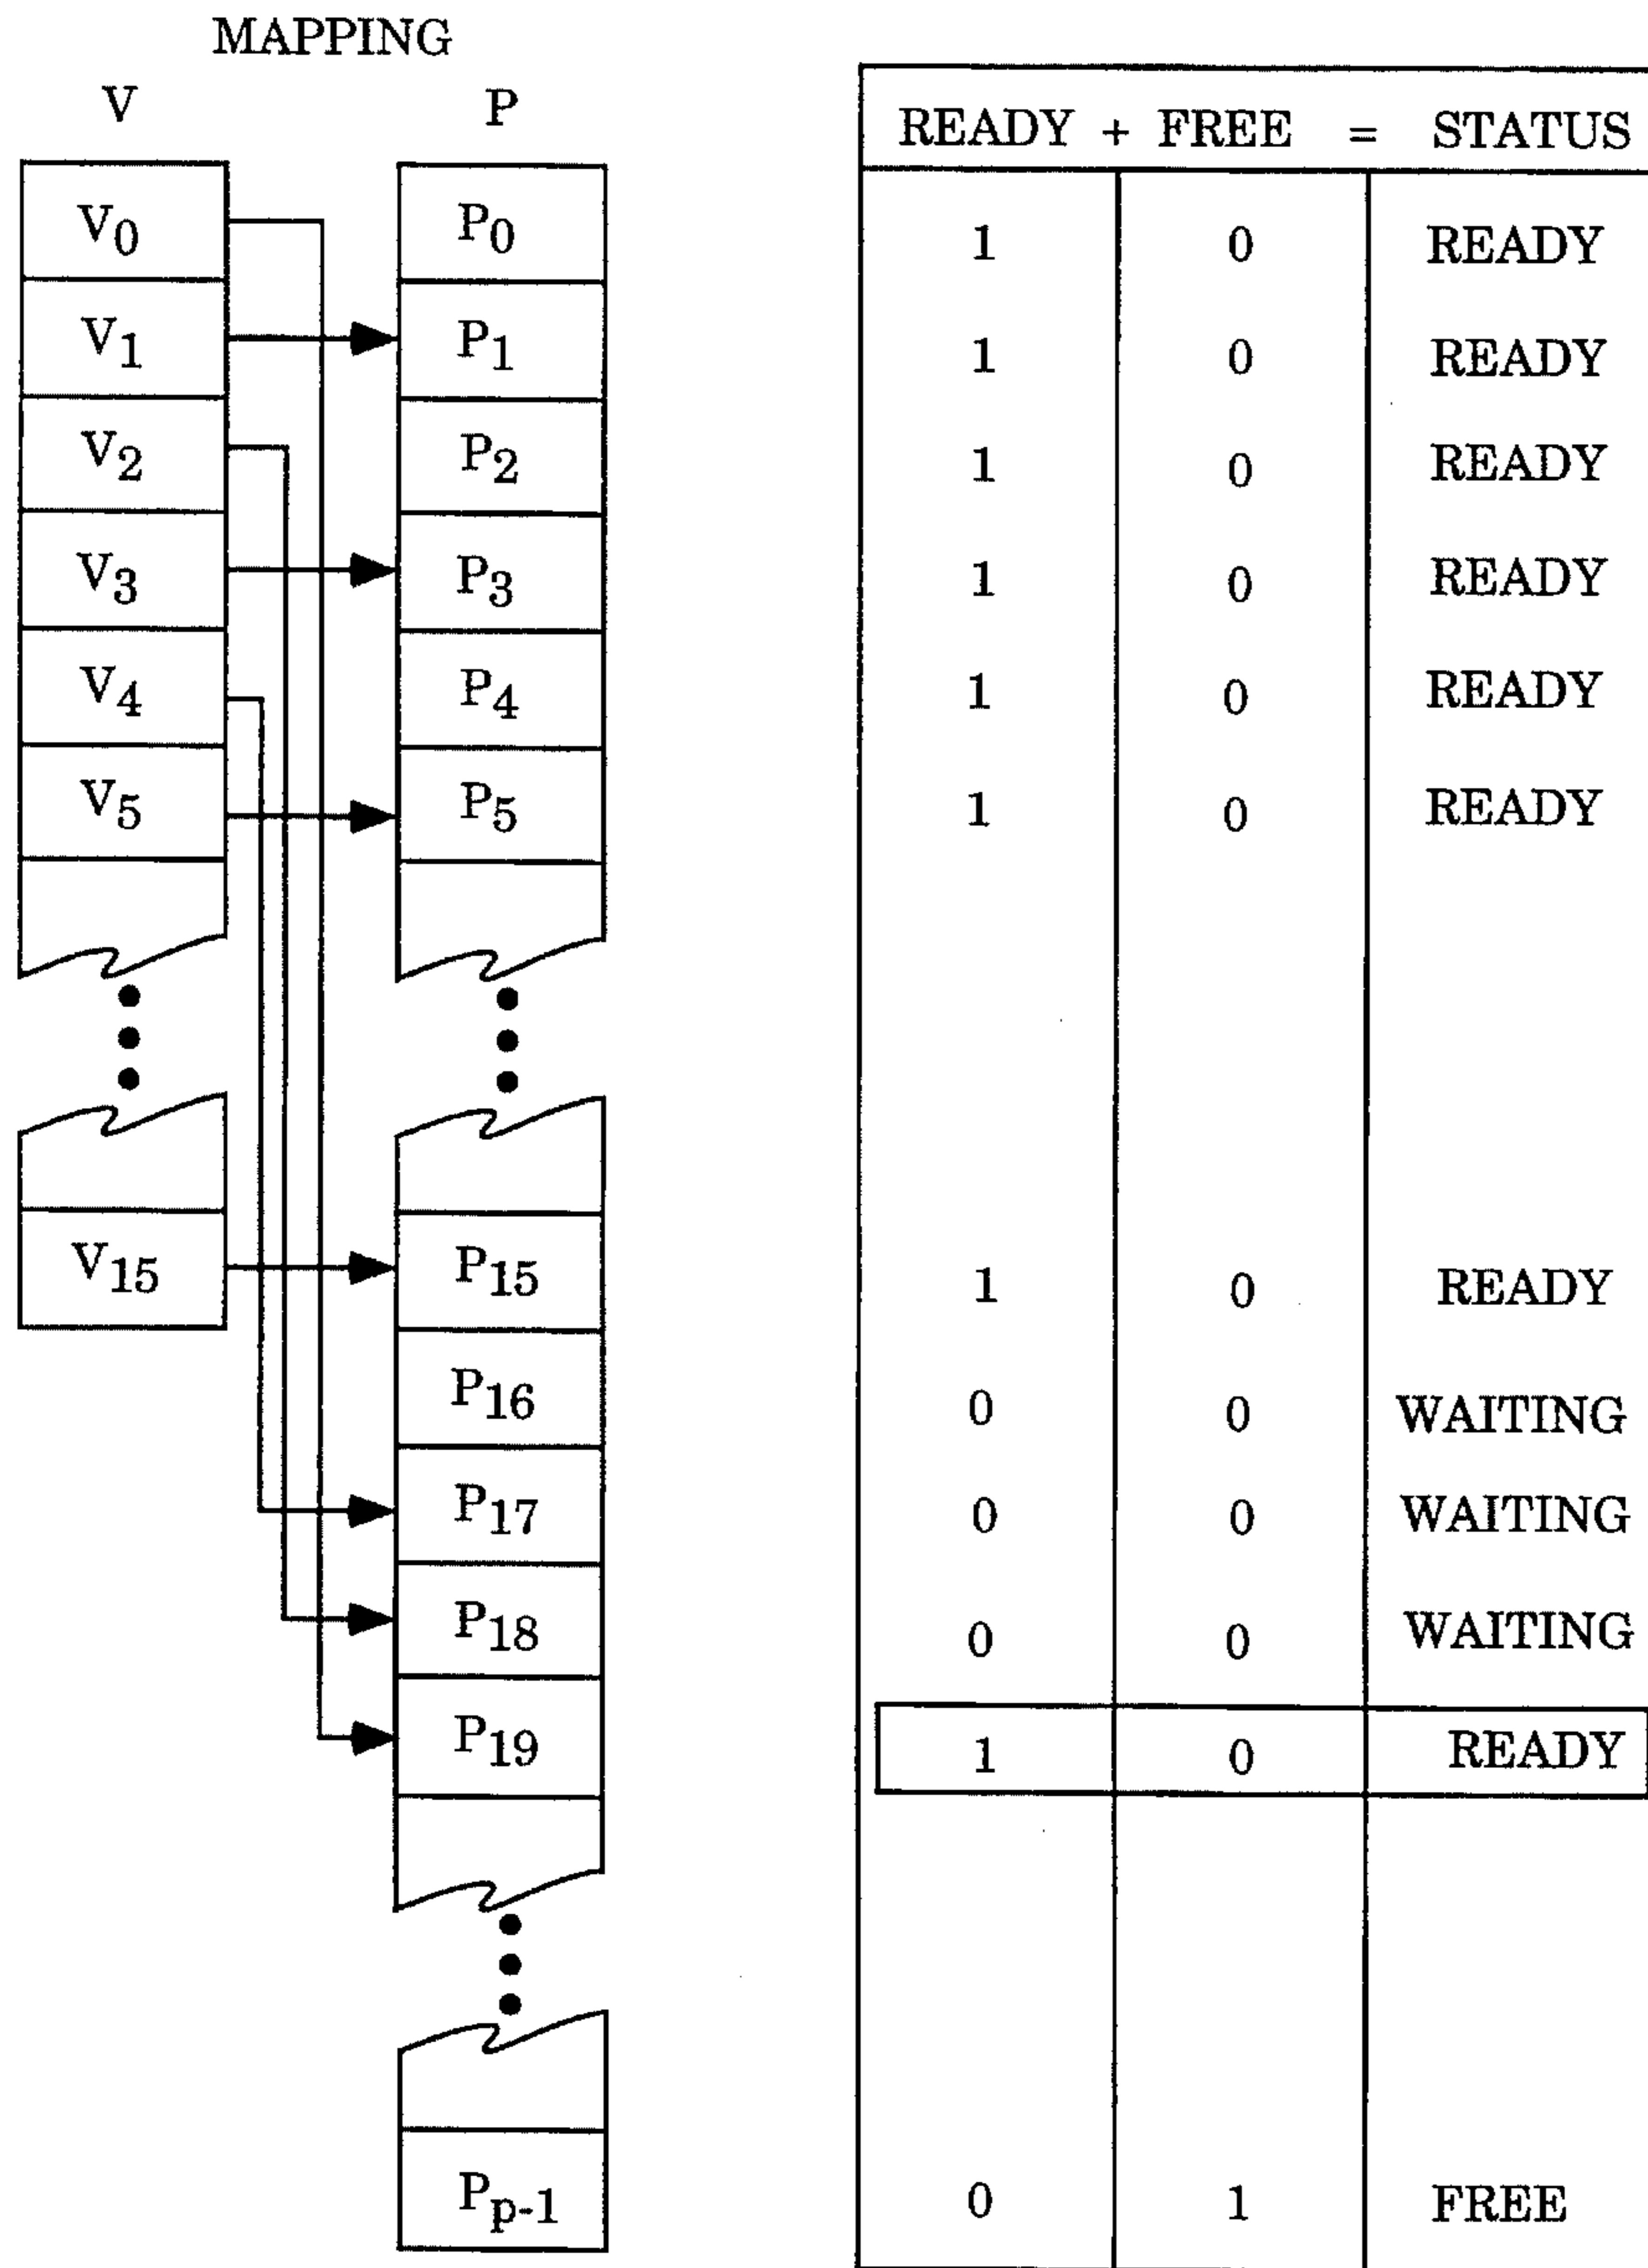 MAPPING
V P
READY + FREE = STATUS
V0 P0 1 0 READY
V1 P1 1 0 READY
V2 P2 1 0 READY
V3 P3 1 0 READY
V4 P4 1 0 READY
V5 P5 1 0 READY
V15 P15 1 0 READY
P16 0 0 WAITING
P17 0 0 WAITING
P18 0 0 WAITING
P19 1 0 READY
Pp-1 0 1 FREE